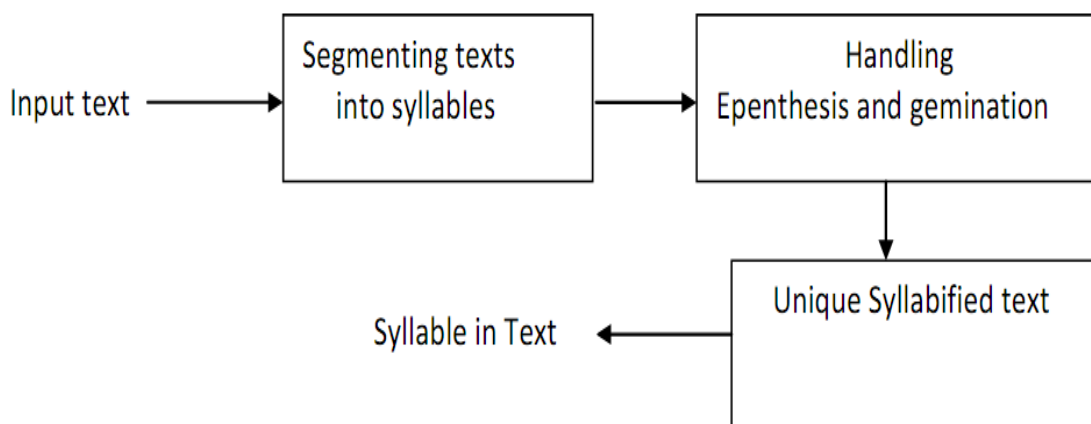 Input text
Segmenting texts
into syllables
Handling
Epenthesis and gemination
Unique Syllabified text
Syllable in Text